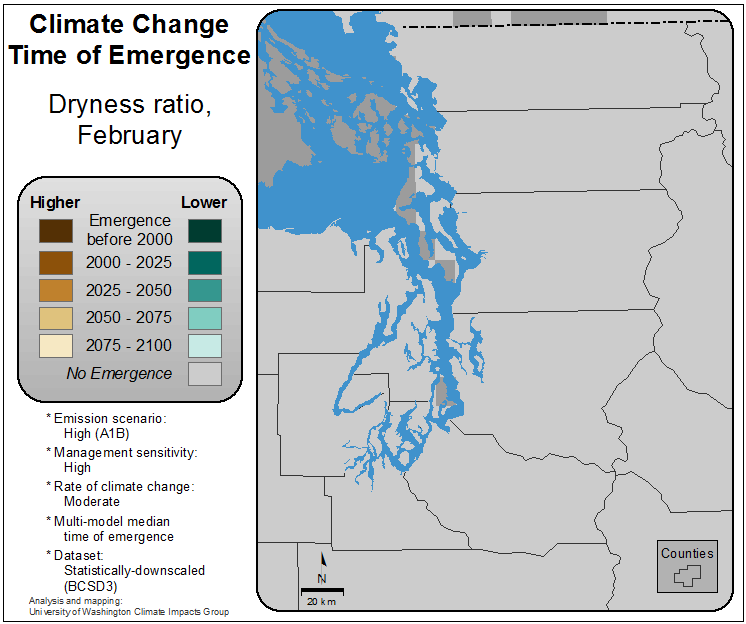 Climate Change
Time of Emergence
Dryness ratio,
February
Higher
Lower
Emergence
before 2000
2000 - 2025
2025 - 2050
2050 - 2075
2075 - 2100
No Emergence
* Emission scenario:
High (A1B)
* Management sensitivity:
High
* Rate of climate change:
Moderate
* Multi-model median
time of emergence
* Dataset:
Statistically-downscaled
(BCSD3)
Analysis and mapping:
University of Washington Climate Impacts Group
N
20 km
Counties